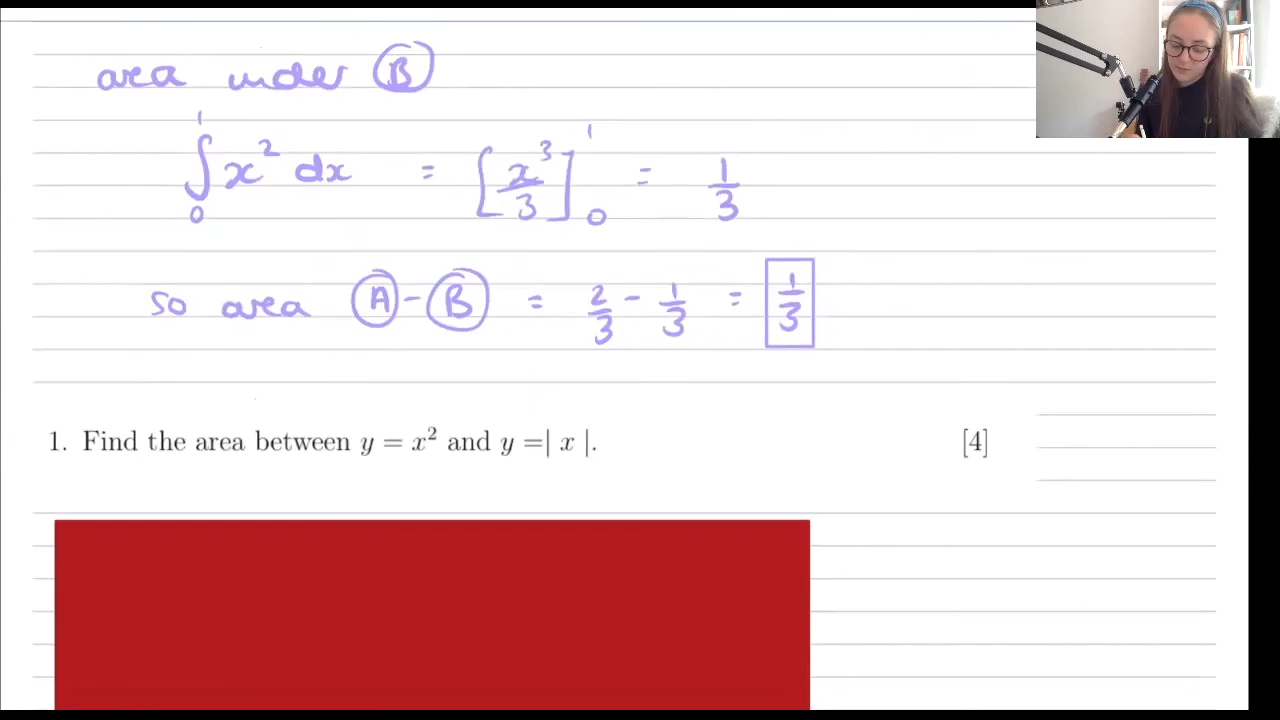 area under Ⓑ
∫₀¹ x² dx = [x³/3]₀¹ = 1/3
so area Ⓐ - Ⓑ = 2/3 - 1/3 = 1/3
1. Find the area between y = x² and y =| x |. [4]